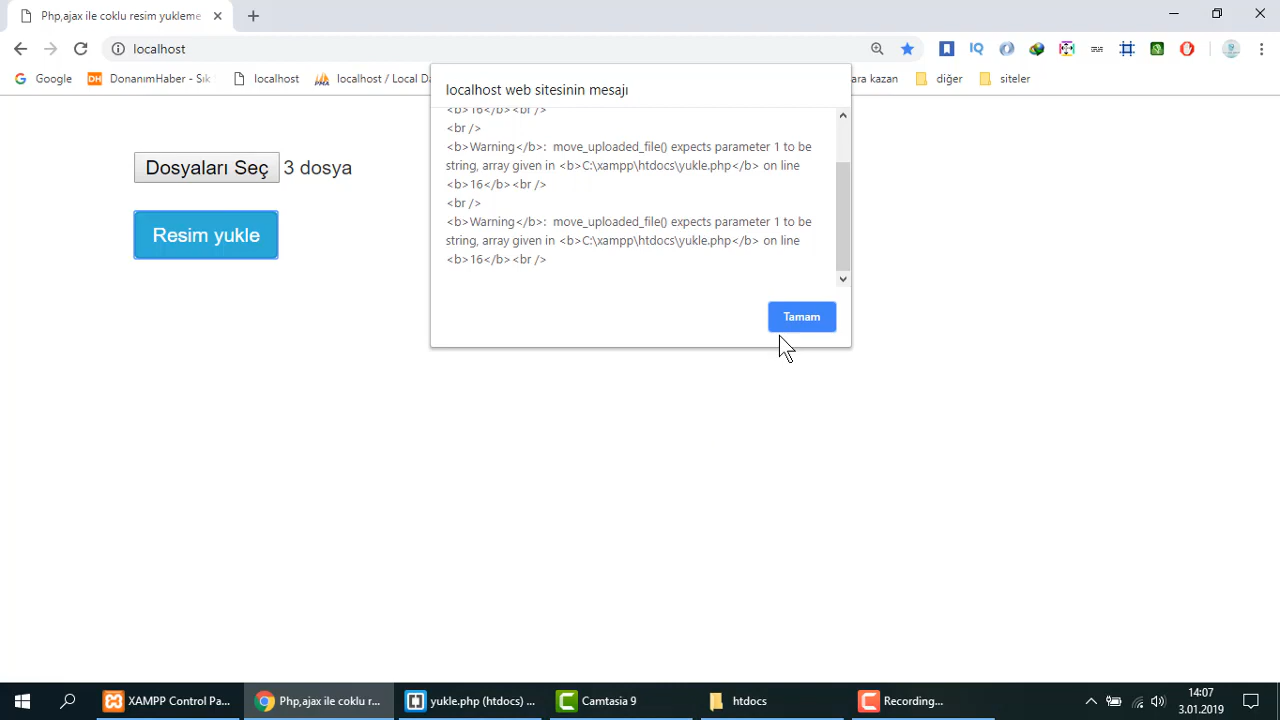 Php,ajax ile coklu resim yukleme
localhost
Google
DonanımHaber - Sık
localhost
localhost / Local Da
ara kazan
diğer
siteler
localhost web sitesinin mesajı
<b>16</b><br />
<br />
<b>Warning</b>:  move_uploaded_file() expects parameter 1 to be
string, array given in <b>C:\xampp\htdocs\yukle.php</b> on line
<b>16</b><br />
<br />
<b>Warning</b>:  move_uploaded_file() expects parameter 1 to be
string, array given in <b>C:\xampp\htdocs\yukle.php</b> on line
<b>16</b><br />
Tamam
Dosyaları Seç 3 dosya
Resim yukle
XAMPP Control Pa...
Php,ajax ile coklu r...
yukle.php (htdocs) ...
Camtasia 9
htdocs
Recording...
14:07
3.01.2019